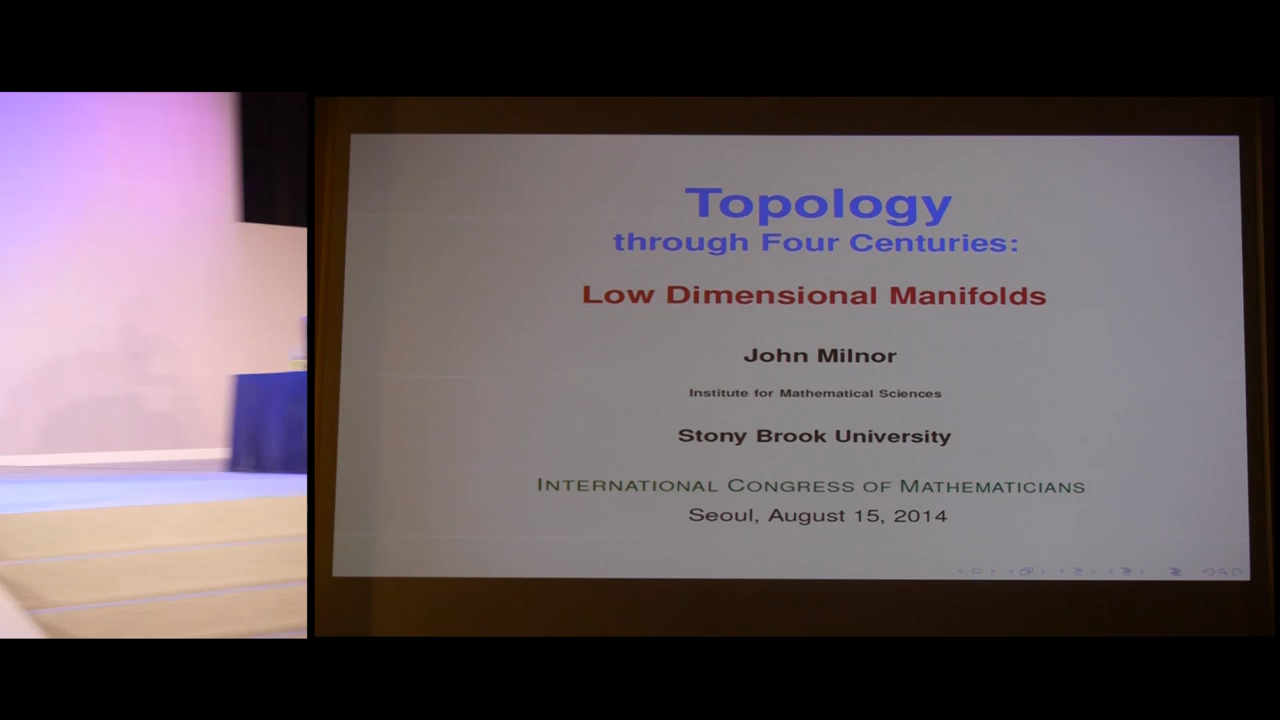 Topology
through Four Centuries:
Low Dimensional Manifolds
John Milnor
Institute for Mathematical Sciences
Stony Brook University
INTERNATIONAL CONGRESS OF MATHEMATICIANS
Seoul, August 15, 2014